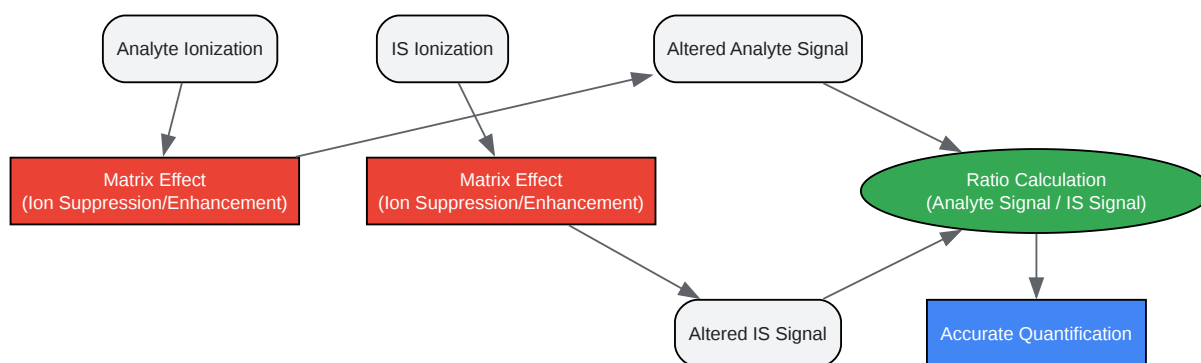 Analyte Ionization
IS Ionization
Altered Analyte Signal
Matrix Effect
(Ion Suppression/Enhancement)
Matrix Effect
(Ion Suppression/Enhancement)
Ratio Calculation
(Analyte Signal / IS Signal)
Altered IS Signal
Accurate Quantification